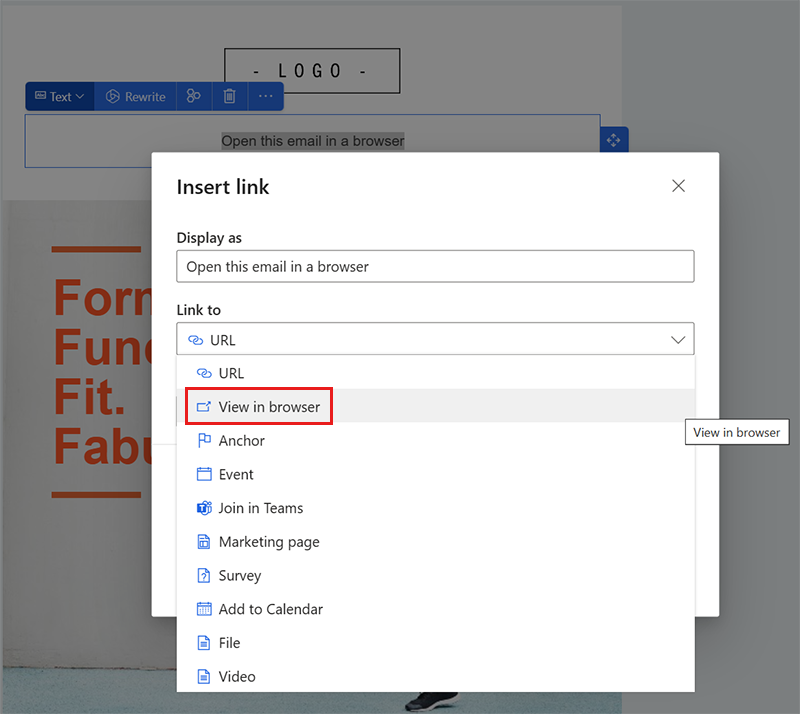 - LOGO -
Text Rewrite ...
Open this email in a browser
Insert link
Display as
Open this email in a browser
Link to
URL
URL
View in browser
View in browser
Anchor
Event
Join in Teams
Marketing page
Survey
Add to Calendar
File
Video
Form
Func
Fit.
Fabu